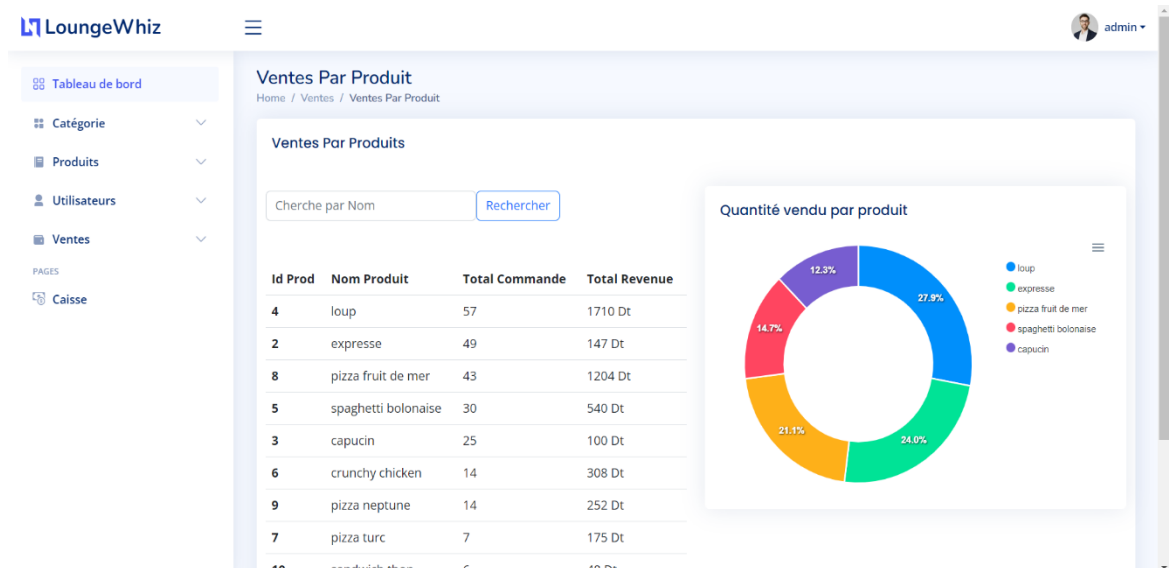 LoungeWhiz
admin
Tableau de bord
Catégorie
Produits
Utilisateurs
Ventes
PAGES
Caisse
Ventes Par Produit
Home / Ventes / Ventes Par Produit
Ventes Par Produits
Cherche par Nom Rechercher
Id Prod Nom Produit Total Commande Total Revenue
4 loup 57 1710 Dt
2 expresse 49 147 Dt
8 pizza fruit de mer 43 1204 Dt
5 spaghetti bolonaise 30 540 Dt
3 capucin 25 100 Dt
6 crunchy chicken 14 308 Dt
9 pizza neptune 14 252 Dt
7 pizza turc 7 175 Dt
Quantité vendu par produit
12.3%
27.9%
14.7%
21.1%
24.0%
loup
expresse
pizza fruit de mer
spaghetti bolonaise
capucin